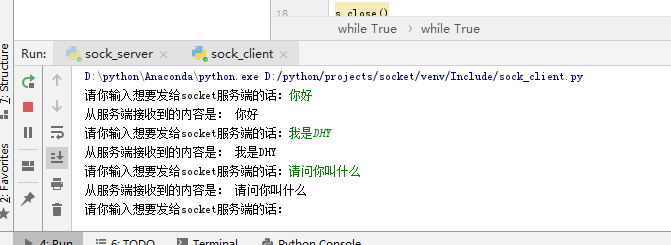 18
s.close()
while True › while True
Run: sock_server × sock_client ×
7: Structure
2: Favorites
D:\python\Anaconda\python.exe D:/python/projects/socket/venv/Include/sock_client.py
请你输入想要发给socket服务端的话：你好
从服务端接收到的内容是： 你好
请你输入想要发给socket服务端的话：我是DHY
从服务端接收到的内容是： 我是DHY
请你输入想要发给socket服务端的话：请问你叫什么
从服务端接收到的内容是： 请问你叫什么
请你输入想要发给socket服务端的话：
4: Run 6: TODO Terminal Python Console